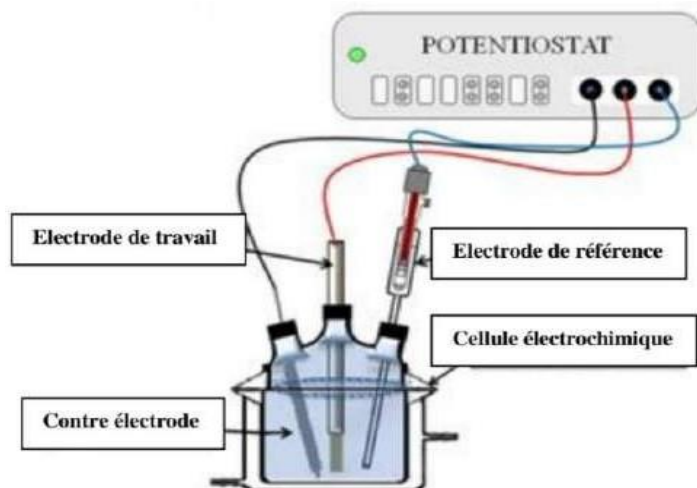 POTENTIOSTAT
Electrode de travail
Electrode de référence
Cellule électrochimique
Contre électrode